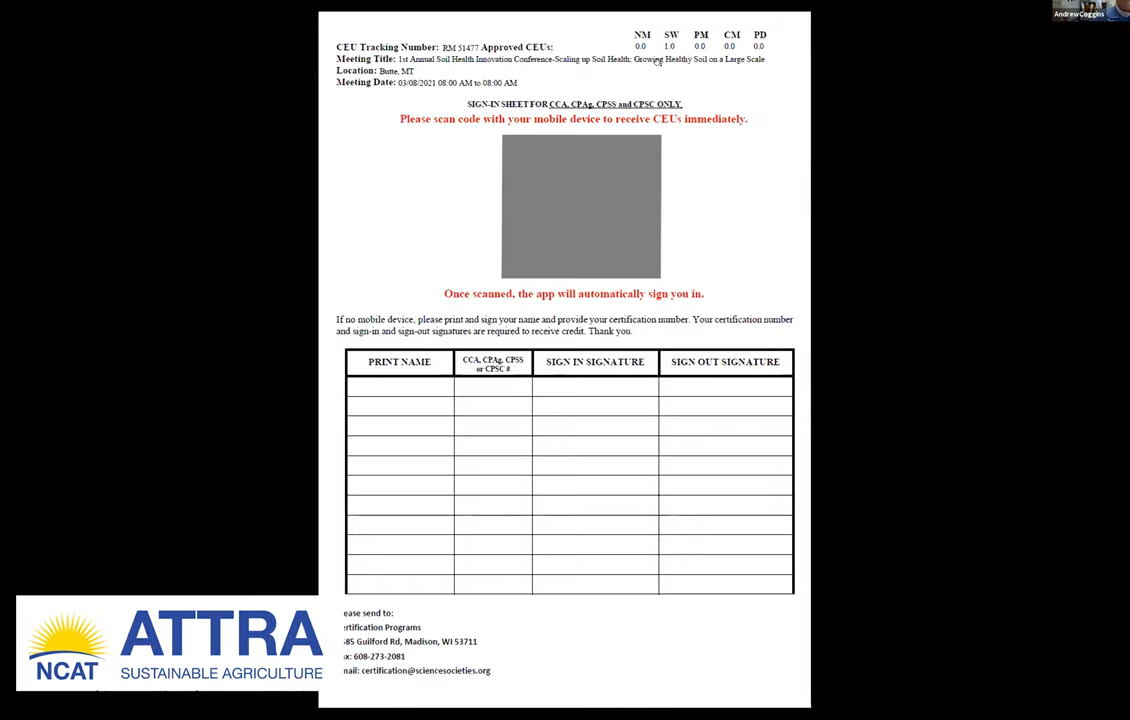 Andrew Coggins
NM SW PM CM PD
CEU Tracking Number: RM 51477 Approved CEUs: 0.0 1.0 0.0 0.0 0.0
Meeting Title: 1st Annual Soil Health Innovation Conference-Scaling up Soil Health: Growing Healthy Soil on a Large Scale
Location: Butte, MT
Meeting Date: 03/08/2021 08:00 AM to 08:00 AM
SIGN-IN SHEET FOR CCA, CPAg, CPSS and CPSC ONLY.
Please scan code with your mobile device to receive CEUs immediately.
Once scanned, the app will automatically sign you in.
If no mobile device, please print and sign your name and provide your certification number. Your certification number
and sign-in and sign-out signatures are required to receive credit. Thank you.
PRINT NAME CCA, CPAg, CPSS or CPSC # SIGN IN SIGNATURE SIGN OUT SIGNATURE
ease send to:
ertification Programs
585 Guilford Rd, Madison, WI 53711
ax: 608-273-2081
mail: certification@sciencesocieties.org
NCAT
ATTRA
SUSTAINABLE AGRICULTURE